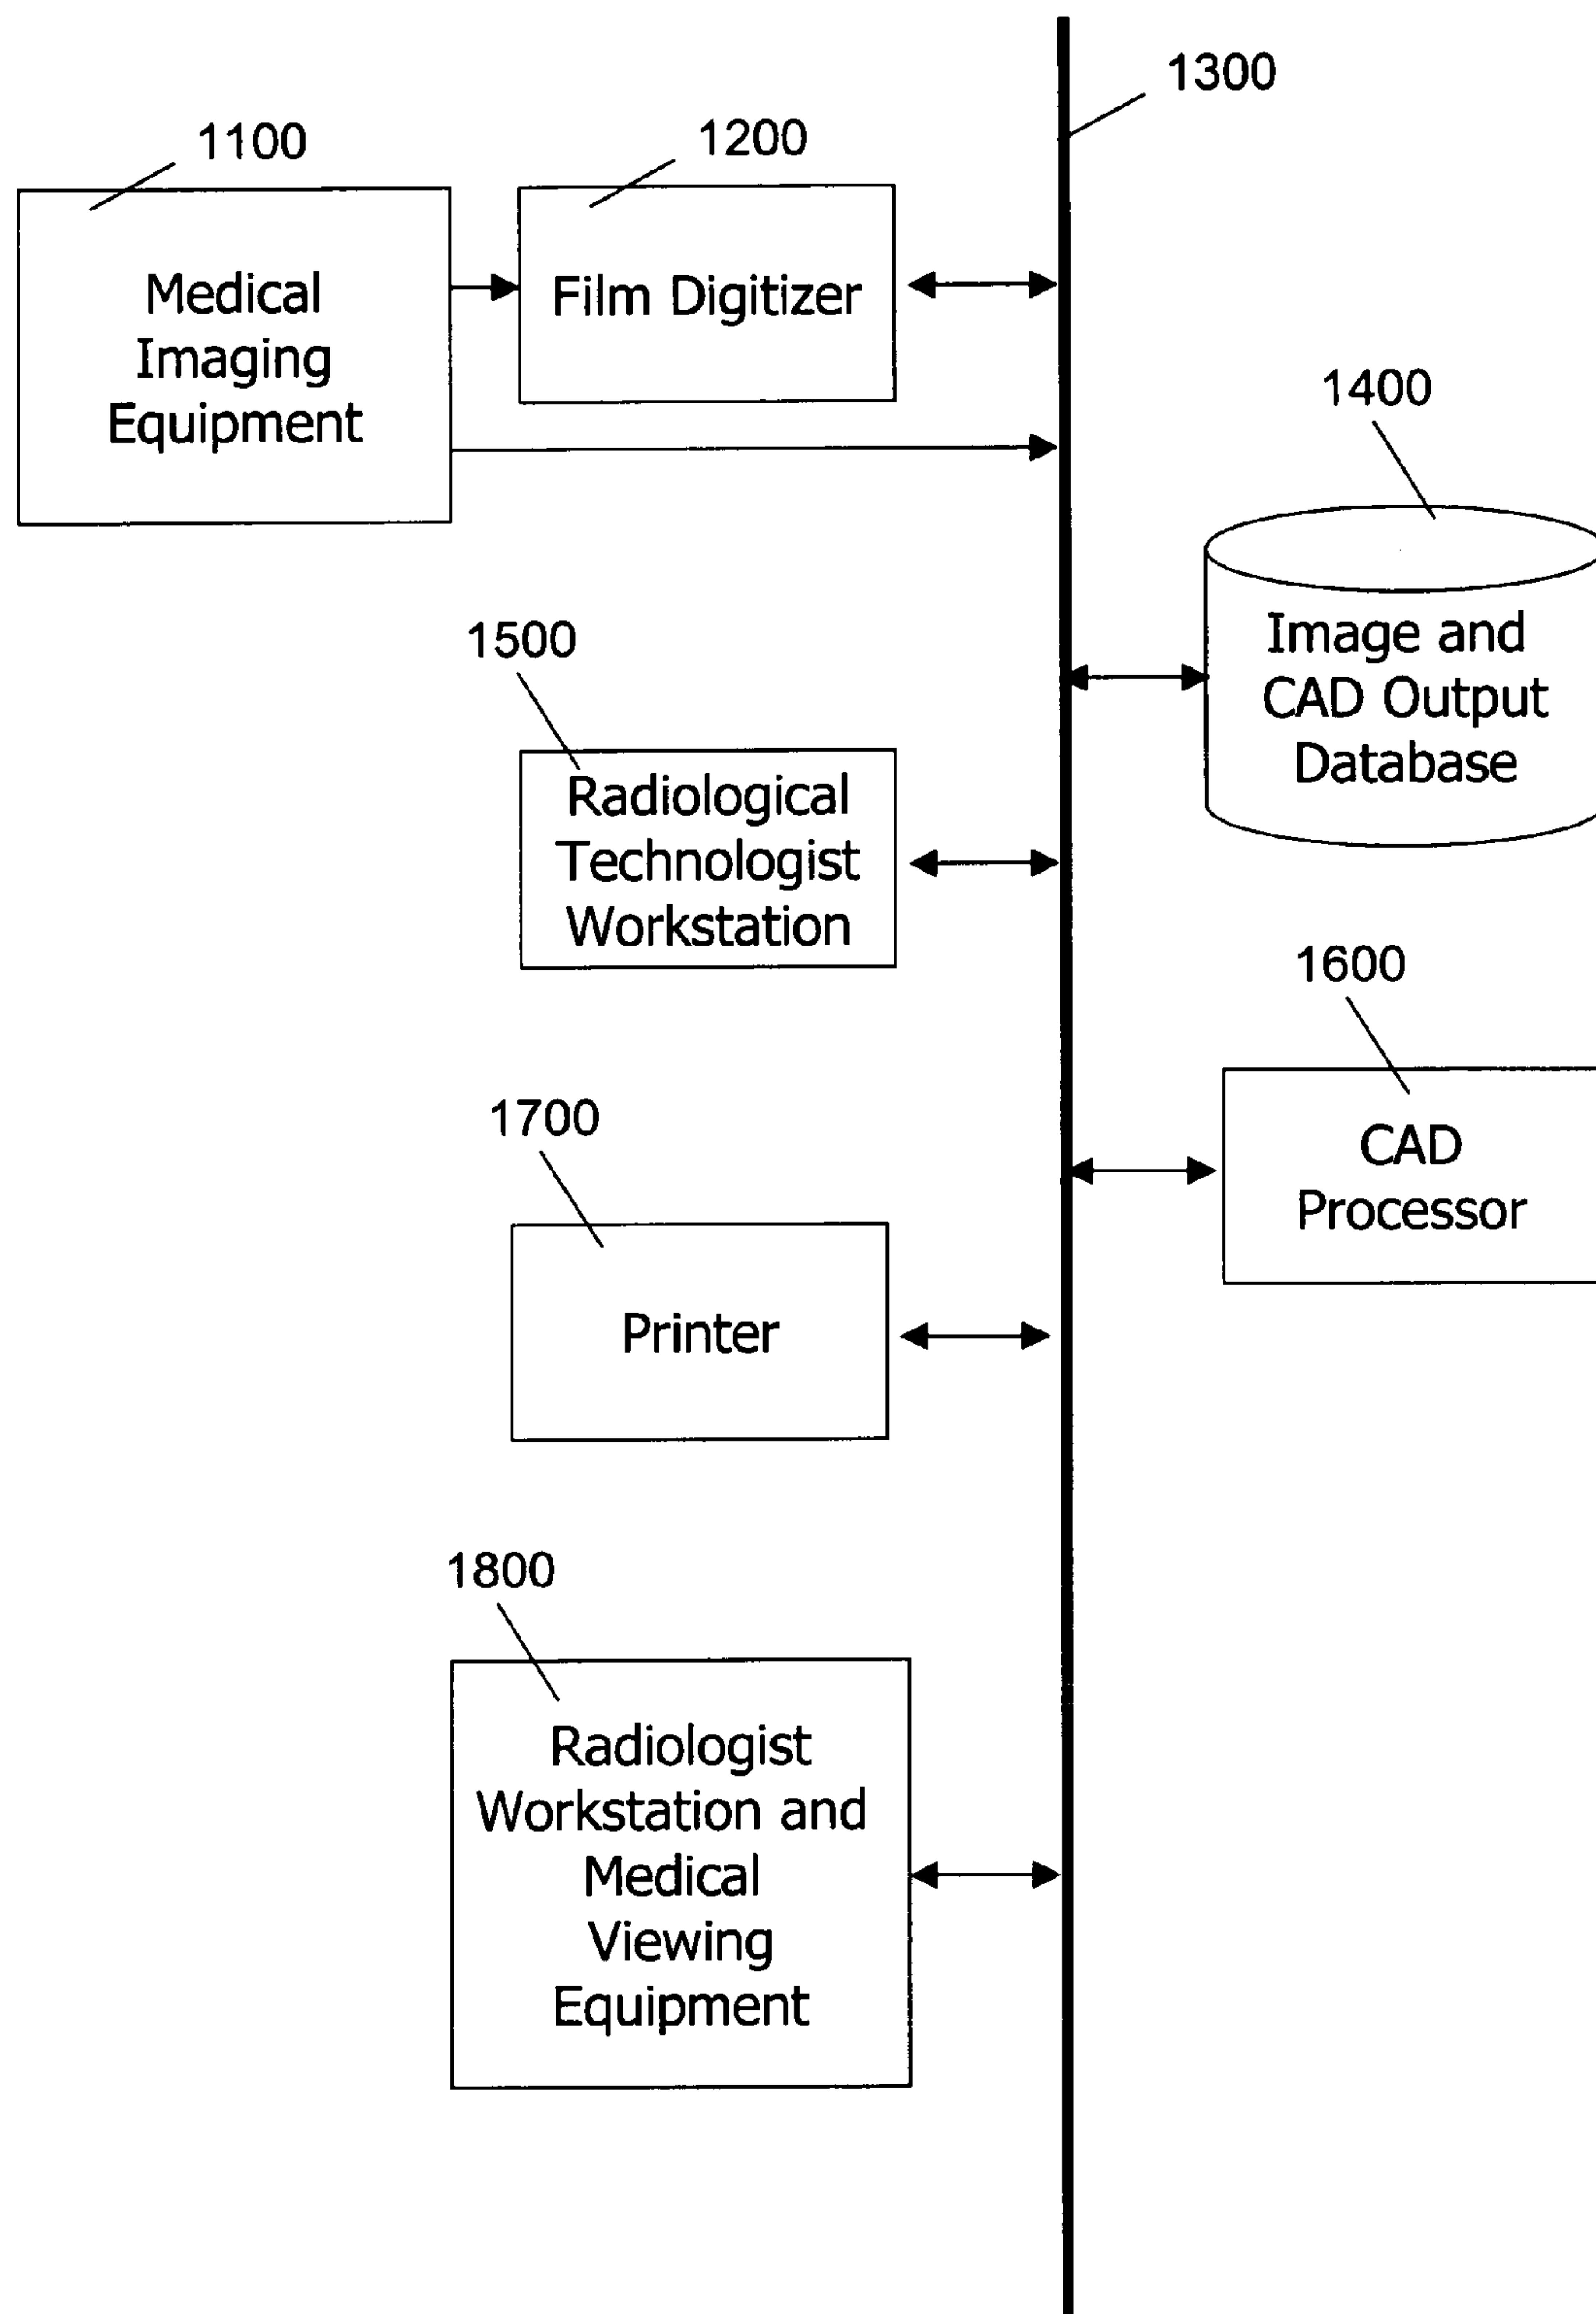 1300
1100
1200
Medical
Imaging
Equipment
Film Digitizer
1400
Image and
CAD Output
Database
1500
Radiological
Technologist
Workstation
1600
CAD
Processor
1700
Printer
1800
Radiologist
Workstation and
Medical
Viewing
Equipment